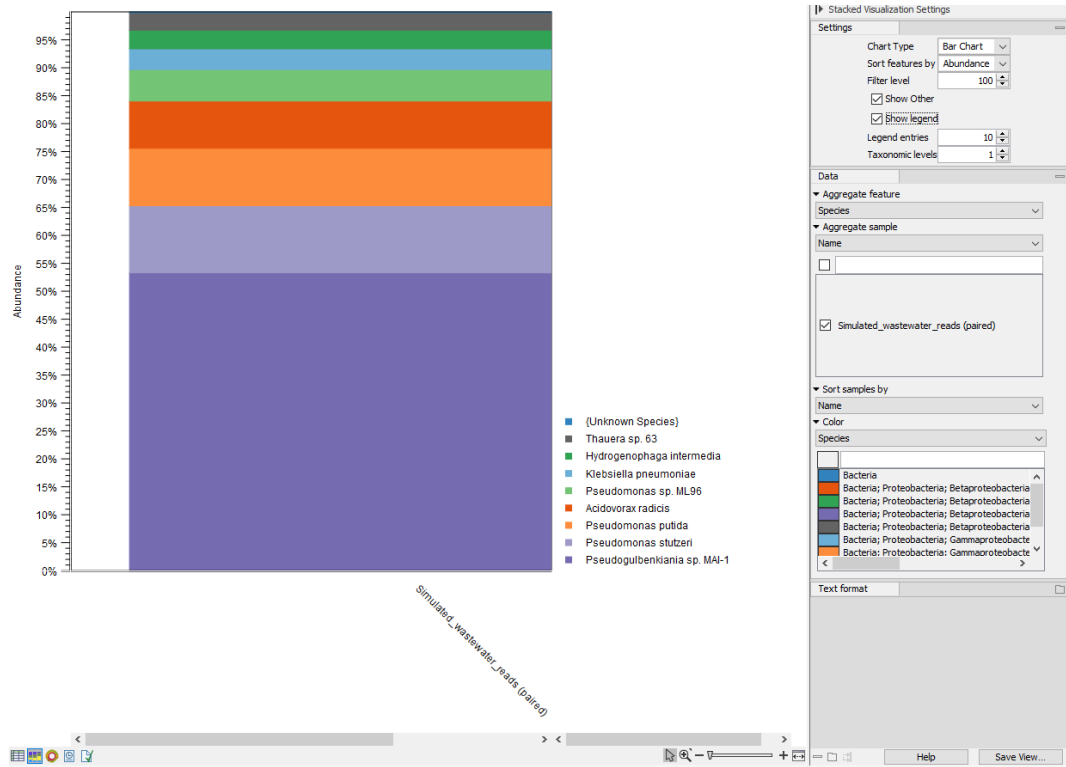 Abundance
95%
90%
85%
80%
75%
70%
65%
60%
55%
50%
45%
40%
35%
30%
25%
20%
15%
10%
5%
0%
Simulated_wastewater_reads (paired)
{Unknown Species}
Thauera sp. 63
Hydrogenophaga intermedia
Klebsiella pneumoniae
Pseudomonas sp. ML96
Acidovorax radicis
Pseudomonas putida
Pseudomonas stutzeri
Pseudogulbenkiania sp. MAI-1
Stacked Visualization Settings
Settings
Chart Type Bar Chart
Sort features by Abundance
Filter level 100
Show Other
Show legend
Legend entries 10
Taxonomic levels 1
Data
Aggregate feature
Species
Aggregate sample
Name
Simulated_wastewater_reads (paired)
Sort samples by
Name
Color
Species
Bacteria
Bacteria; Proteobacteria; Betaproteobacteria
Bacteria; Proteobacteria; Betaproteobacteria
Bacteria; Proteobacteria; Betaproteobacteria
Bacteria; Proteobacteria; Betaproteobacteria
Bacteria; Proteobacteria; Gammaproteobacte
Bacteria; Proteobacteria; Gammaproteobacte
Text format
Help Save View...